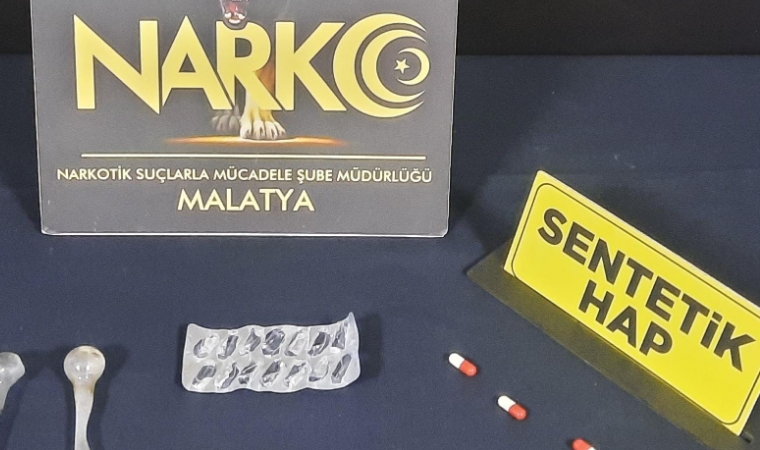 NARKO
NARKOTİK SUÇLARLA MÜCADELE ŞUBE MÜDÜRLÜĞÜ
MALATYA
SENTETİK
HAP